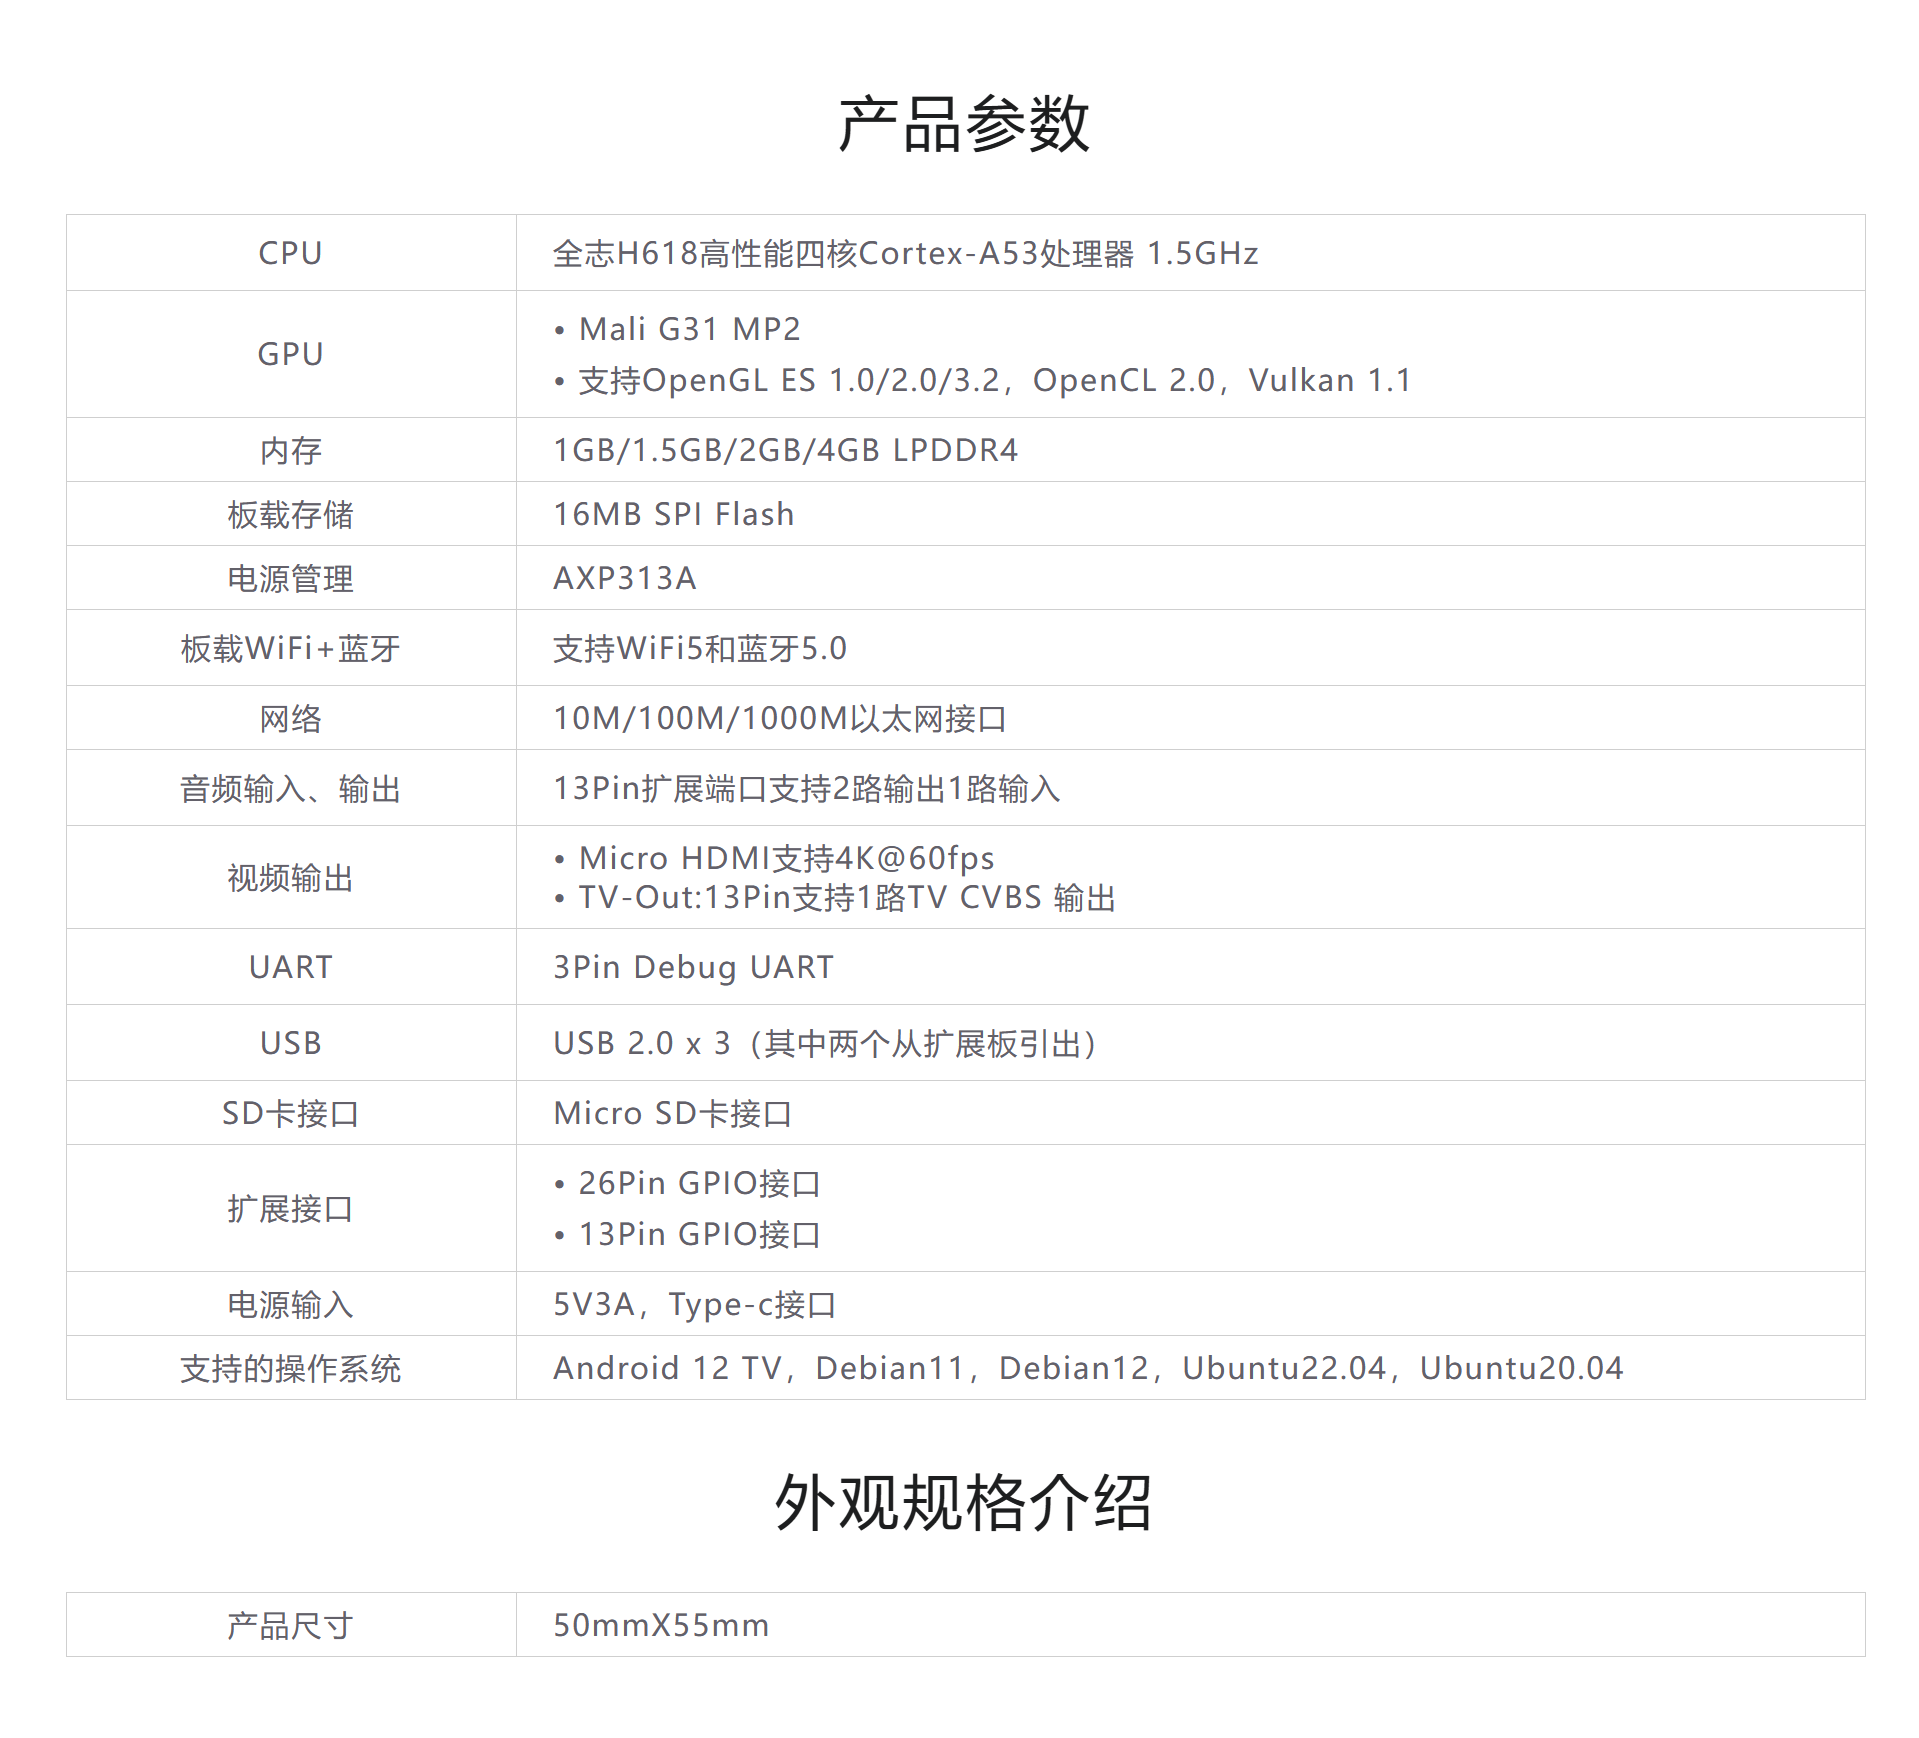 产品参数
CPU
全志H618高性能四核Cortex-A53处理器 1.5GHz
GPU
• Mali G31 MP2
• 支持OpenGL ES 1.0/2.0/3.2，OpenCL 2.0，Vulkan 1.1
内存
1GB/1.5GB/2GB/4GB LPDDR4
板载存储
16MB SPI Flash
电源管理
AXP313A
板载WiFi+蓝牙
支持WiFi5和蓝牙5.0
网络
10M/100M/1000M以太网接口
音频输入、输出
13Pin扩展端口支持2路输出1路输入
视频输出
• Micro HDMI支持4K@60fps
• TV-Out:13Pin支持1路TV CVBS 输出
UART
3Pin Debug UART
USB
USB 2.0 x 3（其中两个从扩展板引出）
SD卡接口
Micro SD卡接口
扩展接口
• 26Pin GPIO接口
• 13Pin GPIO接口
电源输入
5V3A，Type-c接口
支持的操作系统
Android 12 TV，Debian11，Debian12，Ubuntu22.04，Ubuntu20.04
外观规格介绍
产品尺寸
50mmX55mm